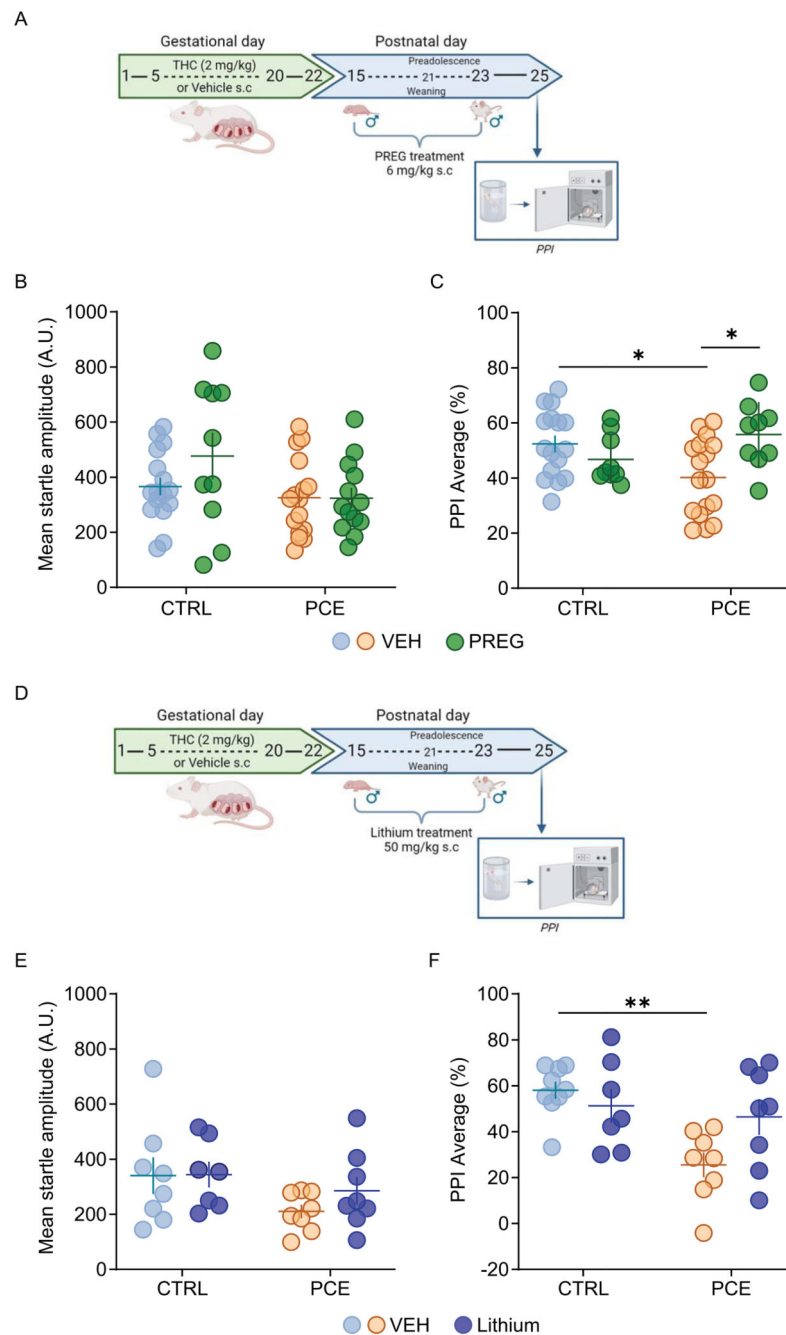 A
Gestational day
Postnatal day
THC (2 mg/kg)
1 5 20 22
or Vehicle s.c
Preadolescence
15 21 23 25
Weaning
♂ ♂
PREG treatment
6 mg/kg s.c
PPI
B
Mean startle amplitude (A.U.)
1000
800
600
400
200
0
CTRL PCE
C
PPI Average (%)
100
80
60
40
20
0
* *
CTRL PCE
VEH PREG
D
Gestational day
Postnatal day
THC (2 mg/kg)
1 5 20 22
or Vehicle s.c
Preadolescence
15 21 23 25
Weaning
♂ ♂
Lithium treatment
50 mg/kg s.c
PPI
E
Mean startle amplitude (A.U.)
1000
800
600
400
200
0
CTRL PCE
F
PPI Average (%)
100
80
60
40
20
0
-20
**
CTRL PCE
VEH Lithium